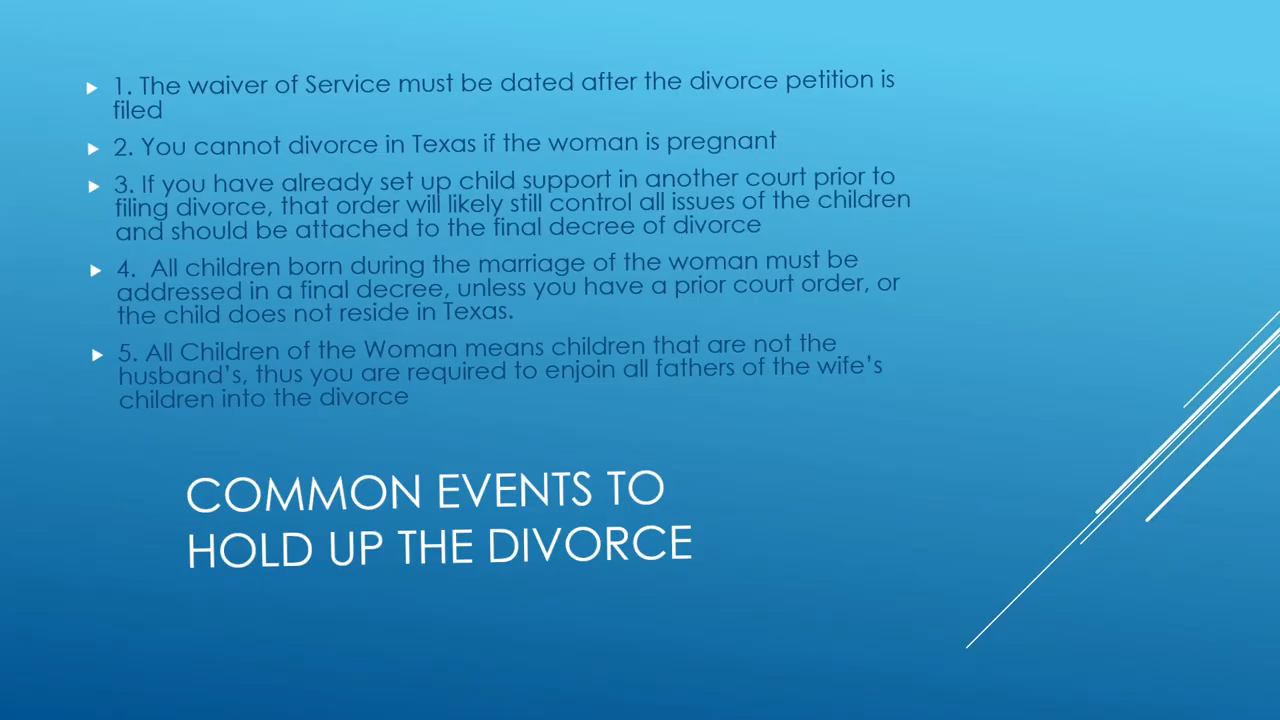 1. The waiver of Service must be dated after the divorce petition is
filed
2. You cannot divorce in Texas if the woman is pregnant
3. If you have already set up child support in another court prior to
filing divorce, that order will likely still control all issues of the children
and should be attached to the final decree of divorce
4.  All children born during the marriage of the woman must be
addressed in a final decree, unless you have a prior court order, or
the child does not reside in Texas.
5. All Children of the Woman means children that are not the
husband's, thus you are required to enjoin all fathers of the wife's
children into the divorce
COMMON EVENTS TO
HOLD UP THE DIVORCE